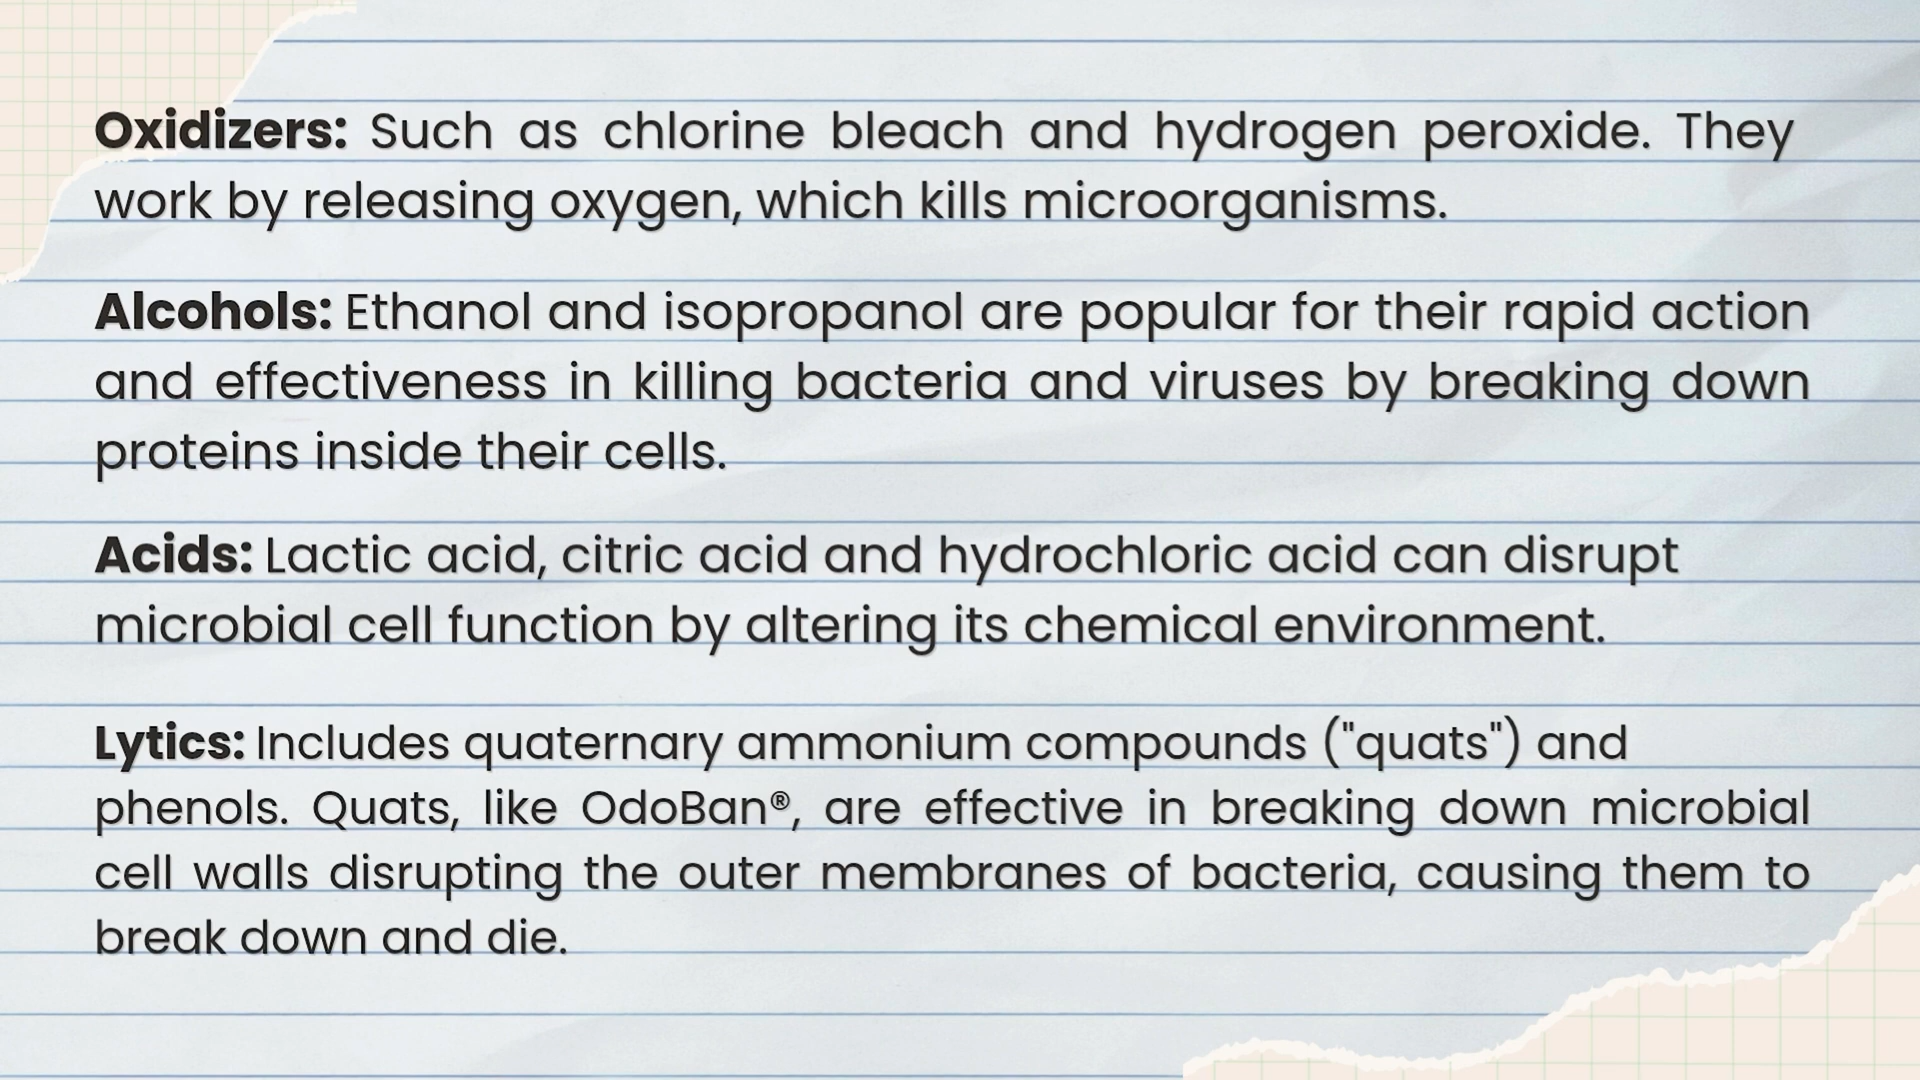 Oxidizers: Such as chlorine bleach and hydrogen peroxide. They
work by releasing oxygen, which kills microorganisms.
Alcohols: Ethanol and isopropanol are popular for their rapid action
and effectiveness in killing bacteria and viruses by breaking down
proteins inside their cells.
Acids: Lactic acid, citric acid and hydrochloric acid can disrupt
microbial cell function by altering its chemical environment.
Lytics: Includes quaternary ammonium compounds ("quats") and
phenols. Quats, like OdoBan®, are effective in breaking down microbial
cell walls disrupting the outer membranes of bacteria, causing them to
break down and die.